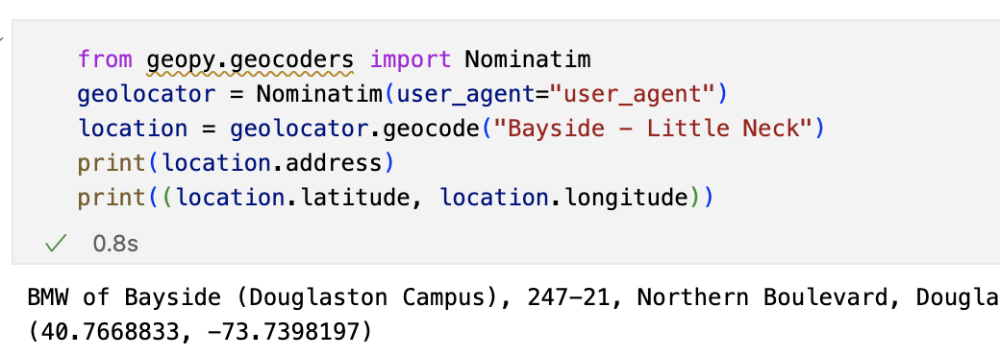 from geopy.geocoders import Nominatim
geolocator = Nominatim(user_agent="user_agent")
location = geolocator.geocode("Bayside - Little Neck")
print(location.address)
print((location.latitude, location.longitude))
0.8s
BMW of Bayside (Douglaston Campus), 247-21, Northern Boulevard, Dougla
(40.7668833, -73.7398197)